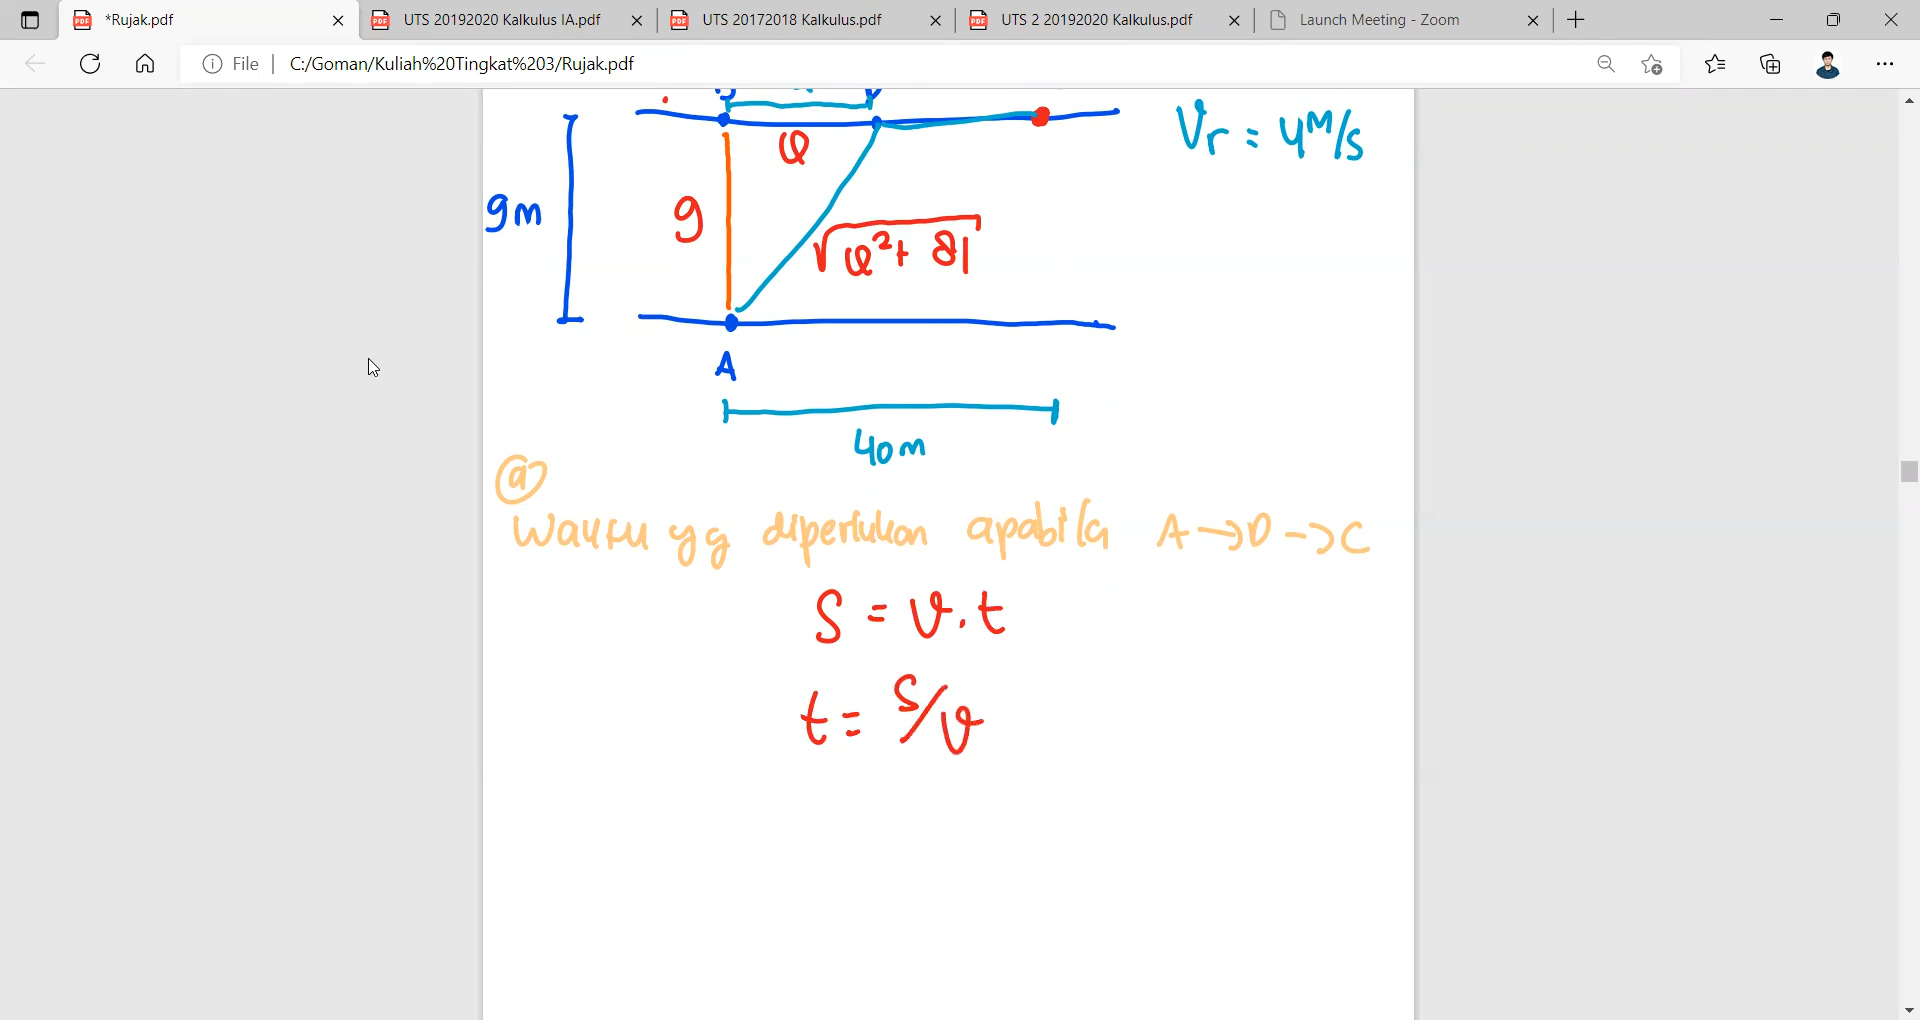 *Rujak.pdf
UTS 20192020 Kalkulus IA.pdf
UTS 20172018 Kalkulus.pdf
UTS 2 20192020 Kalkulus.pdf
Launch Meeting - Zoom
File
C:/Goman/Kuliah%20Tingkat%203/Rujak.pdf
Vr = 4 M/s
9m
9
√(φ²+ 81)
A
40m
(a)
Waktu yg diperlukan apabila A→D→C
S = v . t
t = S/v